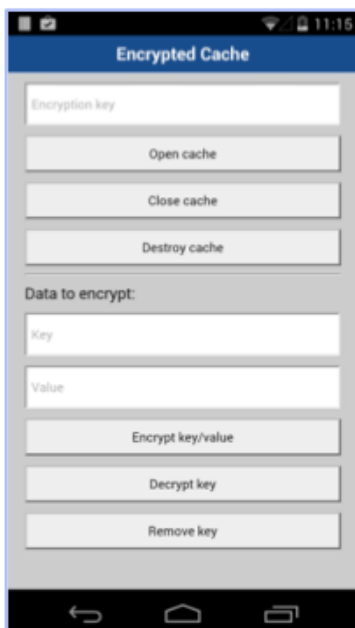 11:15
Encrypted Cache
Encryption key
Open cache
Close cache
Destroy cache
Data to encrypt:
Key
Value
Encrypt key/value
Decrypt key
Remove key